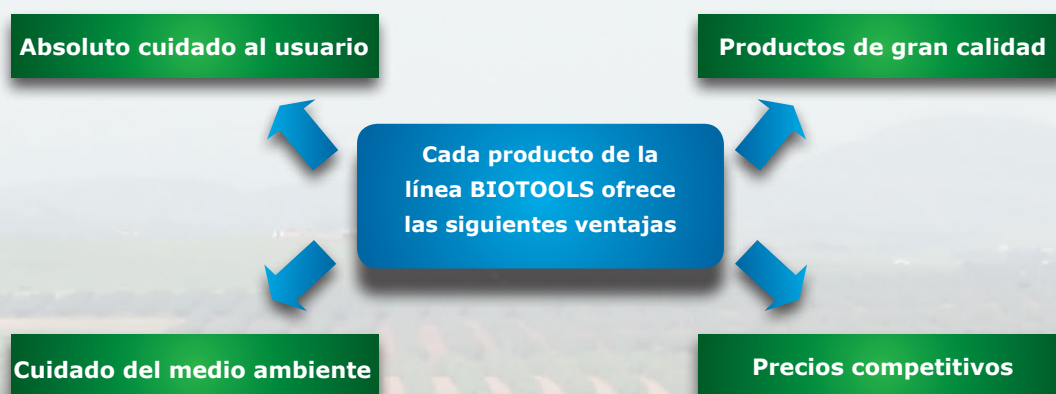 Absoluto cuidado al usuario
Productos de gran calidad
Cada producto de la
línea BIOTOOLS ofrece
las siguientes ventajas
Cuidado del medio ambiente
Precios competitivos